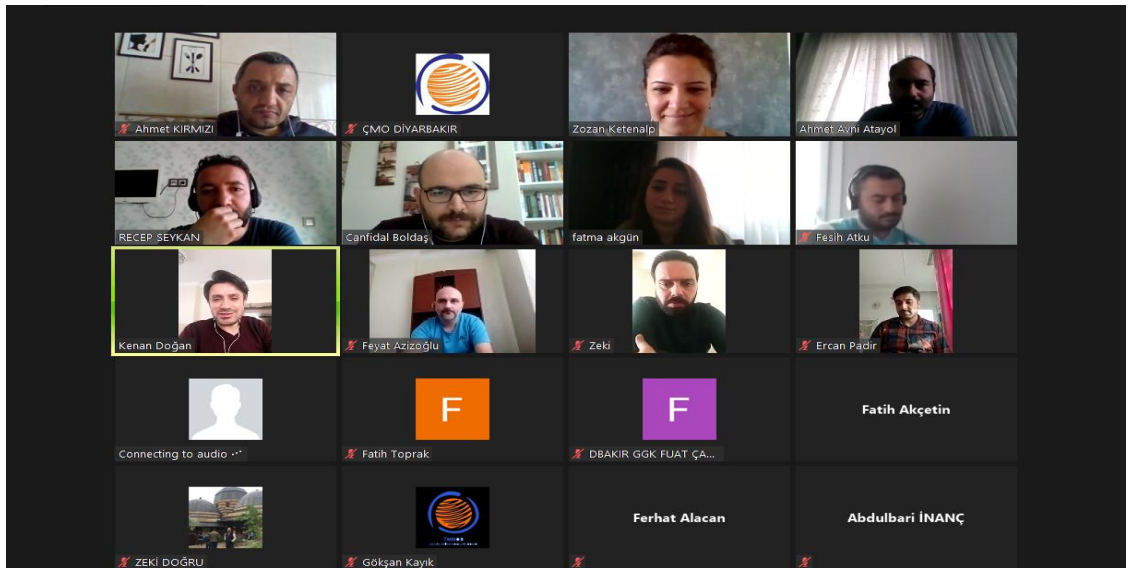 Ahmet KIRMIZI
ÇMO DİYARBAKIR
Zozan Ketenalp
Ahmet Avni Atayol
RECEP SEYKAN
Canfidal Boldaş
fatma akgün
Fesih Atku
Kenan Doğan
Feyat Azizoğlu
Zeki
Ercan Padir
Connecting to audio ..
F
Fatih Toprak
F
DBAKIR GGK FUAT ÇA...
Fatih Akçetin
ZEKİ DOĞRU
TMMOB
Gökşan Kayık
Ferhat Alacan
Abdulbari İNANÇ